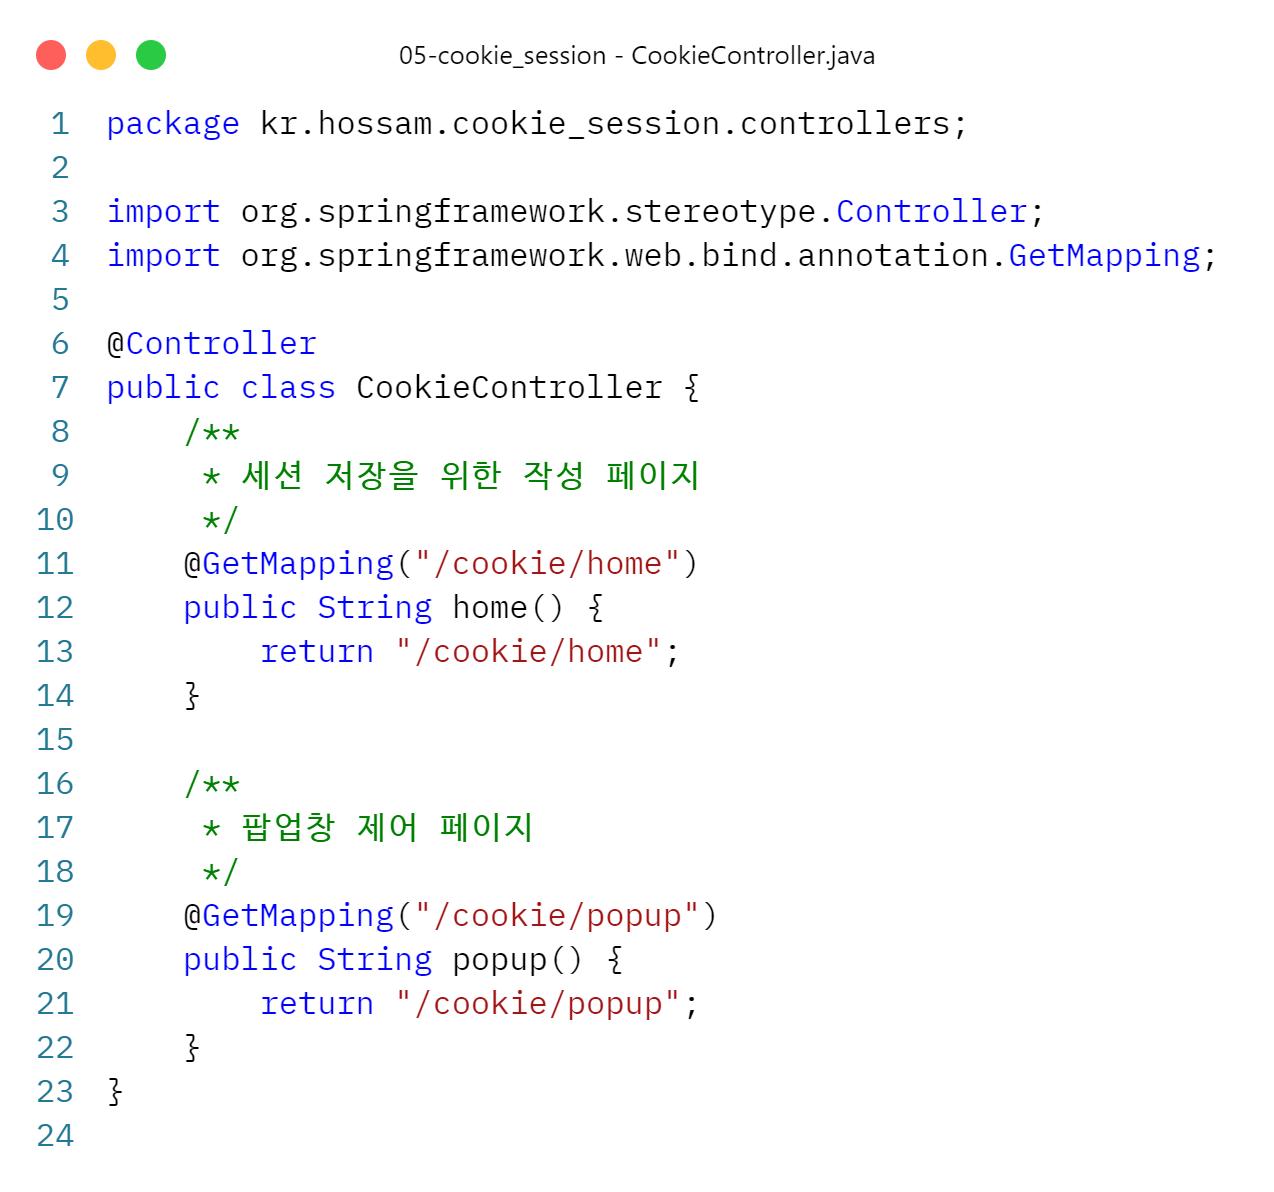 05-cookie_session - CookieController.java
1 package kr.hossam.cookie_session.controllers;
2
3 import org.springframework.stereotype.Controller;
4 import org.springframework.web.bind.annotation.GetMapping;
5
6 @Controller
7 public class CookieController {
8     /**
9      * 세션 저장을 위한 작성 페이지
10      */
11     @GetMapping("/cookie/home")
12     public String home() {
13         return "/cookie/home";
14     }
15
16     /**
17      * 팝업창 제어 페이지
18      */
19     @GetMapping("/cookie/popup")
20     public String popup() {
21         return "/cookie/popup";
22     }
23 }
24